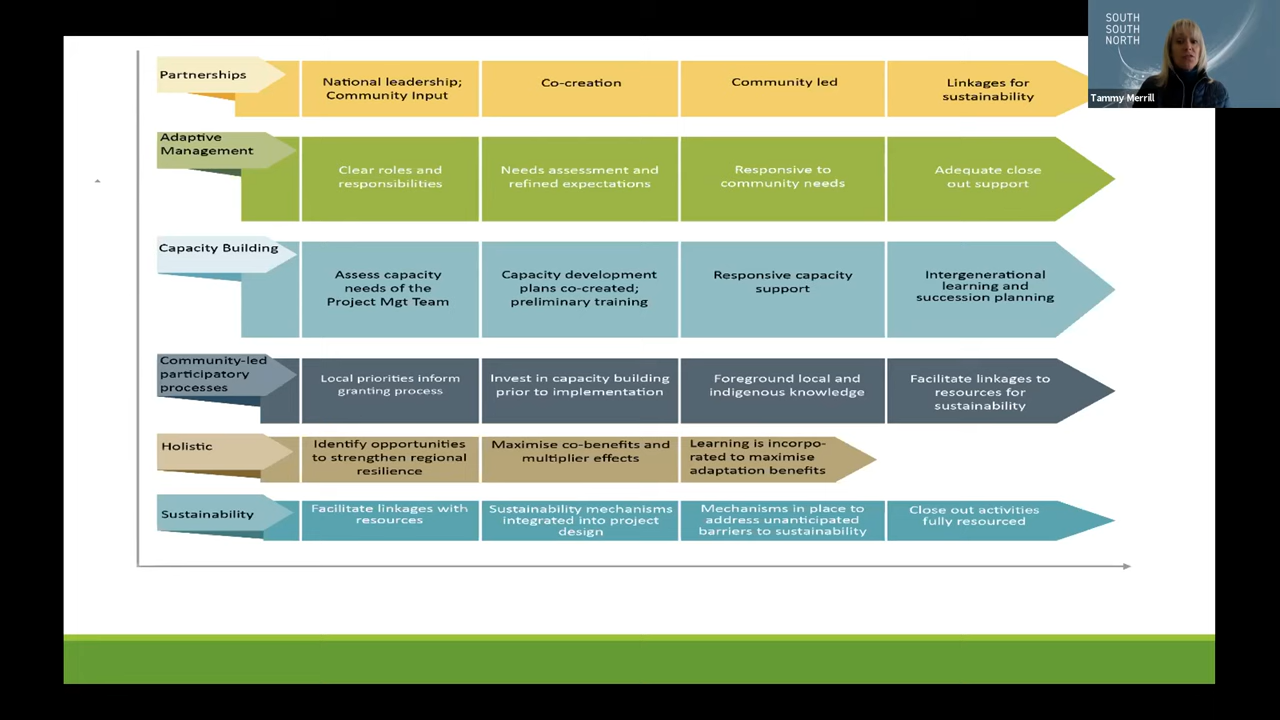 SOUTH
SOUTH
NORTH
Tammy Merrill
Partnerships
National leadership;
Community Input
Co-creation
Community led
Linkages for
sustainability
Adaptive
Management
Clear roles and
responsibilities
Needs assessment and
refined expectations
Responsive to
community needs
Adequate close
out support
Capacity Building
Assess capacity
needs of the
Project Mgt Team
Capacity development
plans co-created;
preliminary training
Responsive capacity
support
Intergenerational
learning and
succession planning
Community-led
participatory
processes
Local priorities inform
granting process
Invest in capacity building
prior to implementation
Foreground local and
indigenous knowledge
Facilitate linkages to
resources for
sustainability
Holistic
Identify opportunities
to strengthen regional
resilience
Maximise co-benefits and
multiplier effects
Learning is incorpo-
rated to maximise
adaptation benefits
Sustainability
Facilitate linkages with
resources
Sustainability mechanisms
integrated into project
design
Mechanisms in place to
address unanticipated
barriers to sustainability
Close out activities
fully resourced